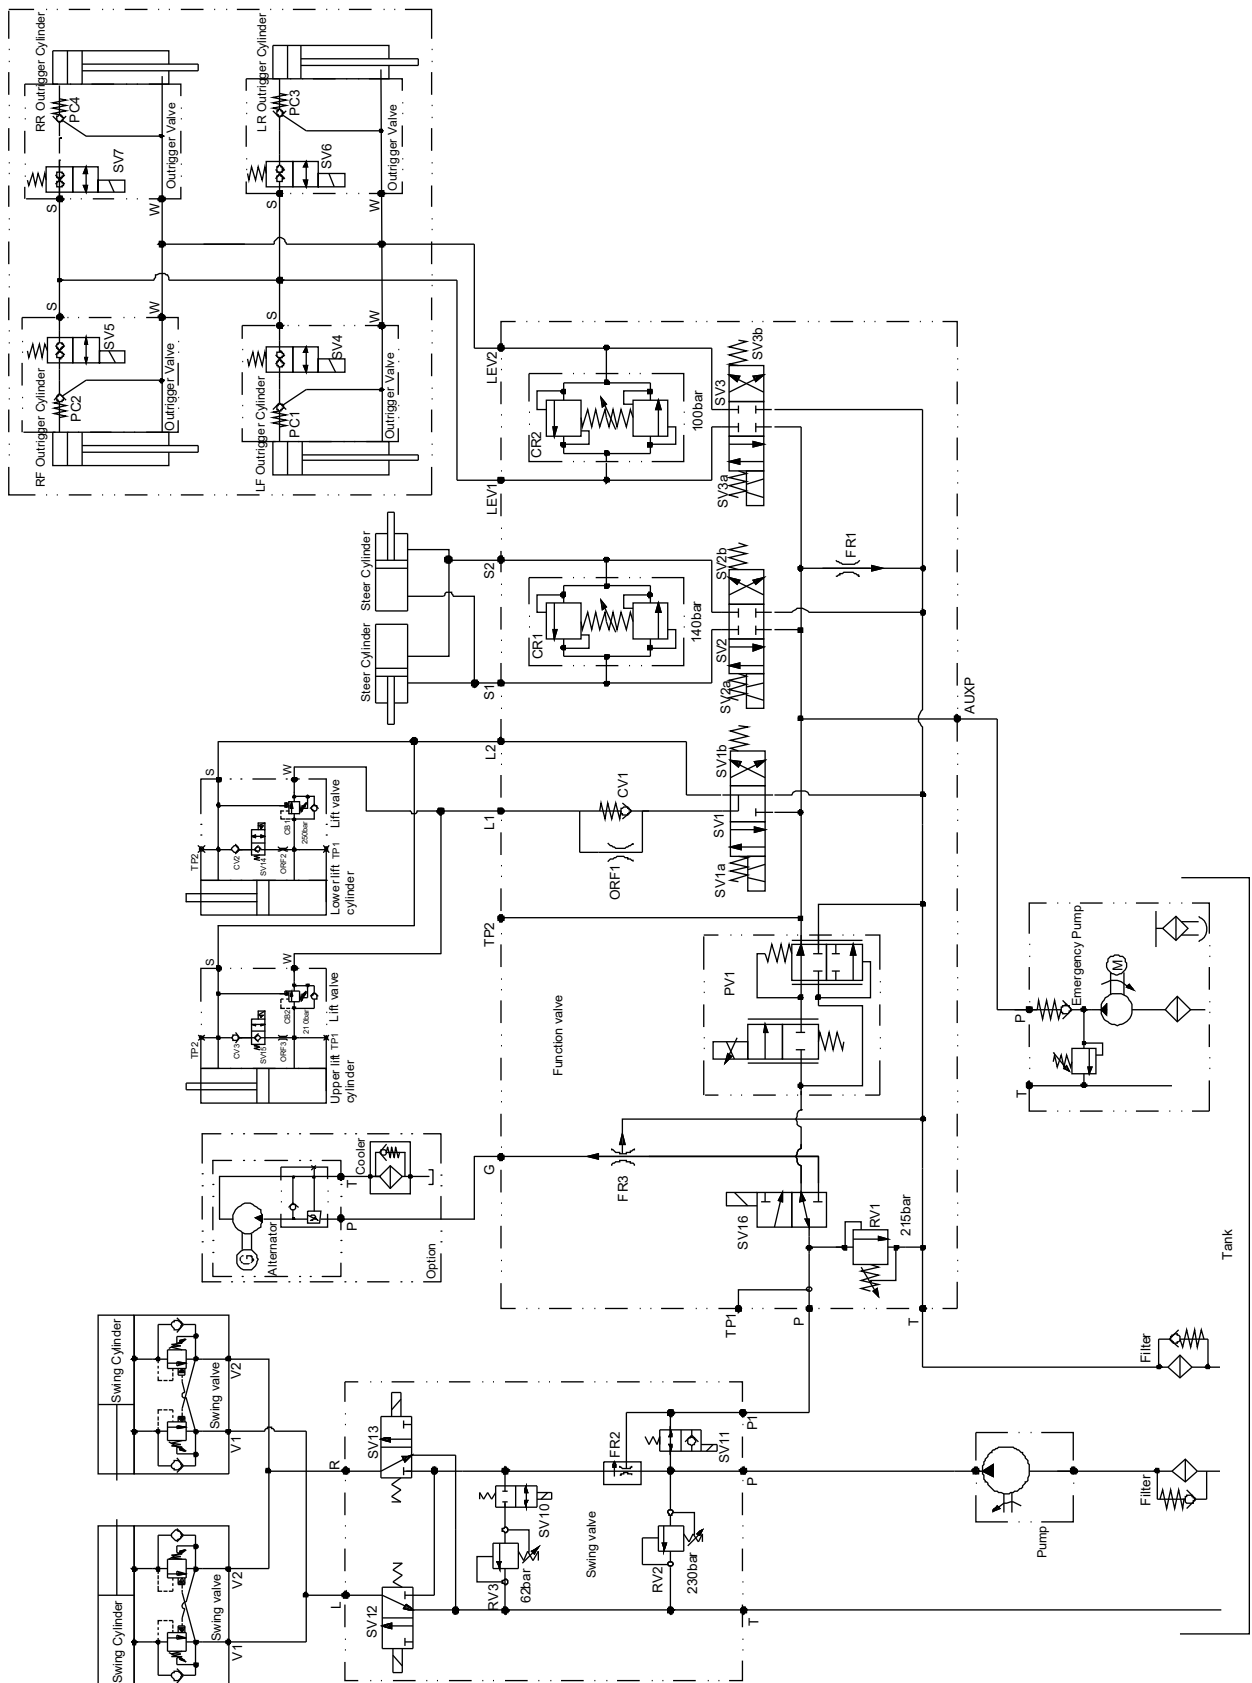 RR Outrigger Cylinder
PC4
SV7
Outrigger Valve
S
W
LR Outrigger Cylinder
PC3
SV6
Outrigger Valve
S
W
RF Outrigger Cylinder
PC2
SV5
Outrigger Valve
S
W
LF Outrigger Cylinder
PC1
SV4
Outrigger Valve
S
W
LEV2
LEV1
CR2
100bar
SV3
SV3a
SV3b
Steer Cylinder
Steer Cylinder
S2
S1
CR1
140bar
SV2
SV2a
SV2b
FR1
AUXP
L2
L1
CV1
ORF1
SV1
SV1a
SV1b
S
W
TP2
CV2
SV14
ORF2
CB1
250bar
TP1
Lift valve
Lower lift
cylinder
S
W
TP2
CV3
SV15
ORF3
CB2
210bar
TP1
Lift valve
Upper lift
cylinder
TP2
PV1
Function valve
Emergency Pump
M
P
T
G
Alternator
T
P
Cooler
Option
G
FR3
SV16
RV1
215bar
TP1
P
T
Tank
Filter
Filter
Swing Cylinder
Swing valve
V2
V1
Swing Cylinder
Swing valve
V2
V1
R
L
SV13
SV12
RV3
62bar
SV10
FR2
SV11
RV2
230bar
Swing valve
P1
P
T
Pump